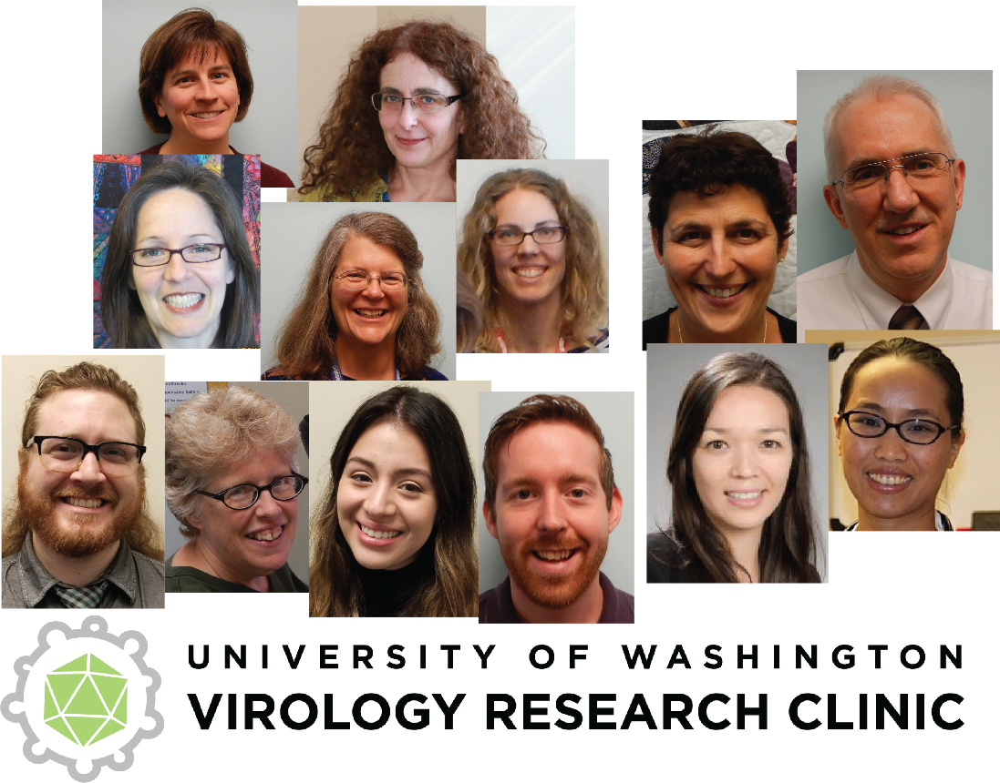 UNIVERSITY OF WASHINGTON
VIROLOGY RESEARCH CLINIC